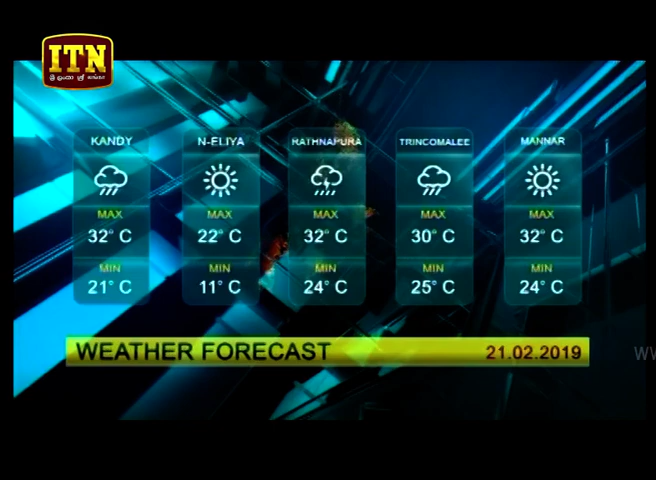 ITN
ශ්‍රී ලංකා ශ්‍රී இலங்கா
KANDY
MAX
32° C
MIN
21° C
N-ELIYA
MAX
22° C
MIN
11° C
RATHNAPURA
MAX
32° C
MIN
24° C
TRINCOMALEE
MAX
30° C
MIN
25° C
MANNAR
MAX
32° C
MIN
24° C
WEATHER FORECAST
21.02.2019